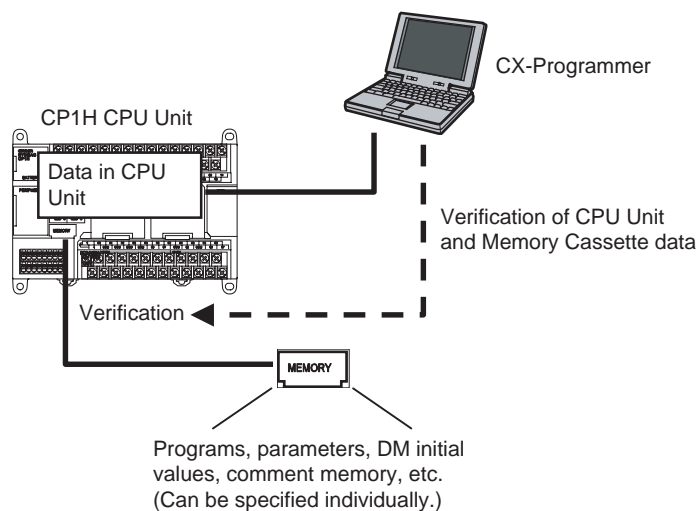 CX-Programmer
CP1H CPU Unit
Data in CPU
Unit
MEMORY
Verification of CPU Unit
and Memory Cassette data
Verification
MEMORY
Programs, parameters, DM initial
values, comment memory, etc.
(Can be specified individually.)